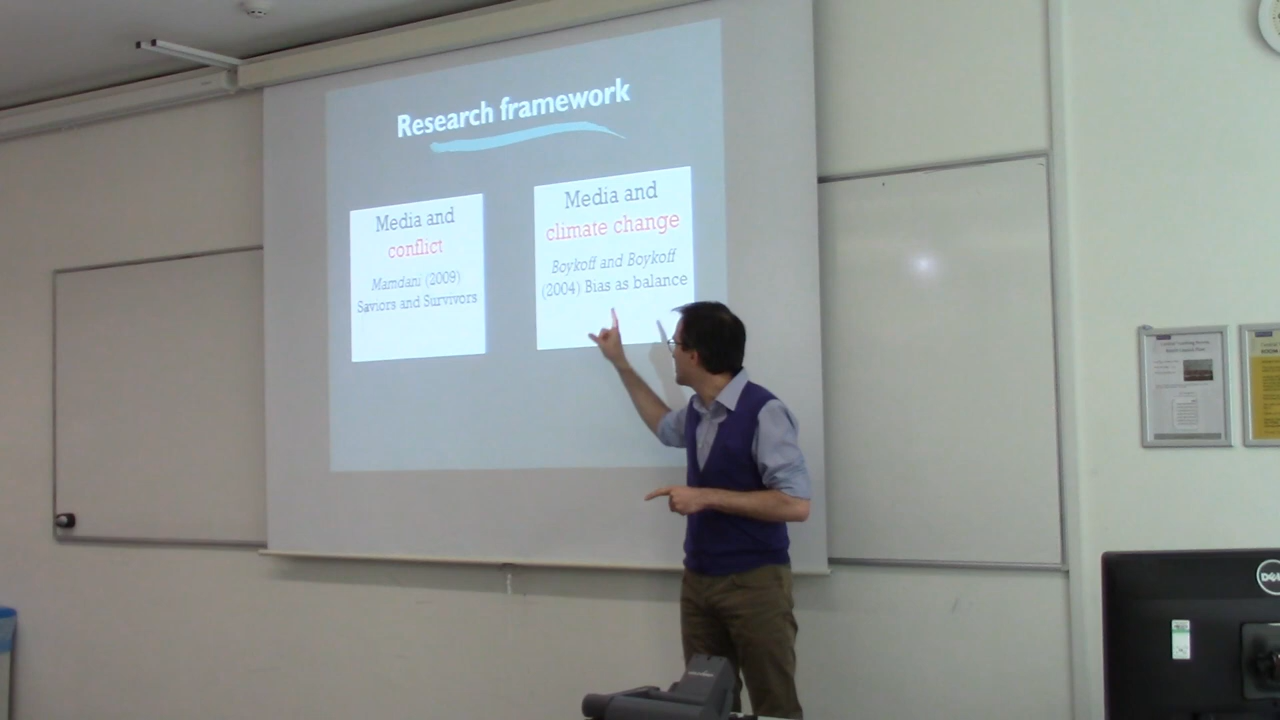 Research framework
Media and
conflict
Mamdani (2009)
Saviors and Survivors
Media and
climate change
Boykoff and Boykoff
(2004) Bias as balance
DELL